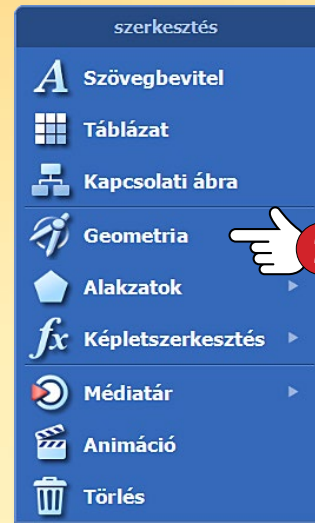 szerkesztés
Szövegbevitel
Táblázat
Kapcsolati ábra
Geometria
Alakzatok
Képletszerkesztés
Médiatár
Animáció
Törlés